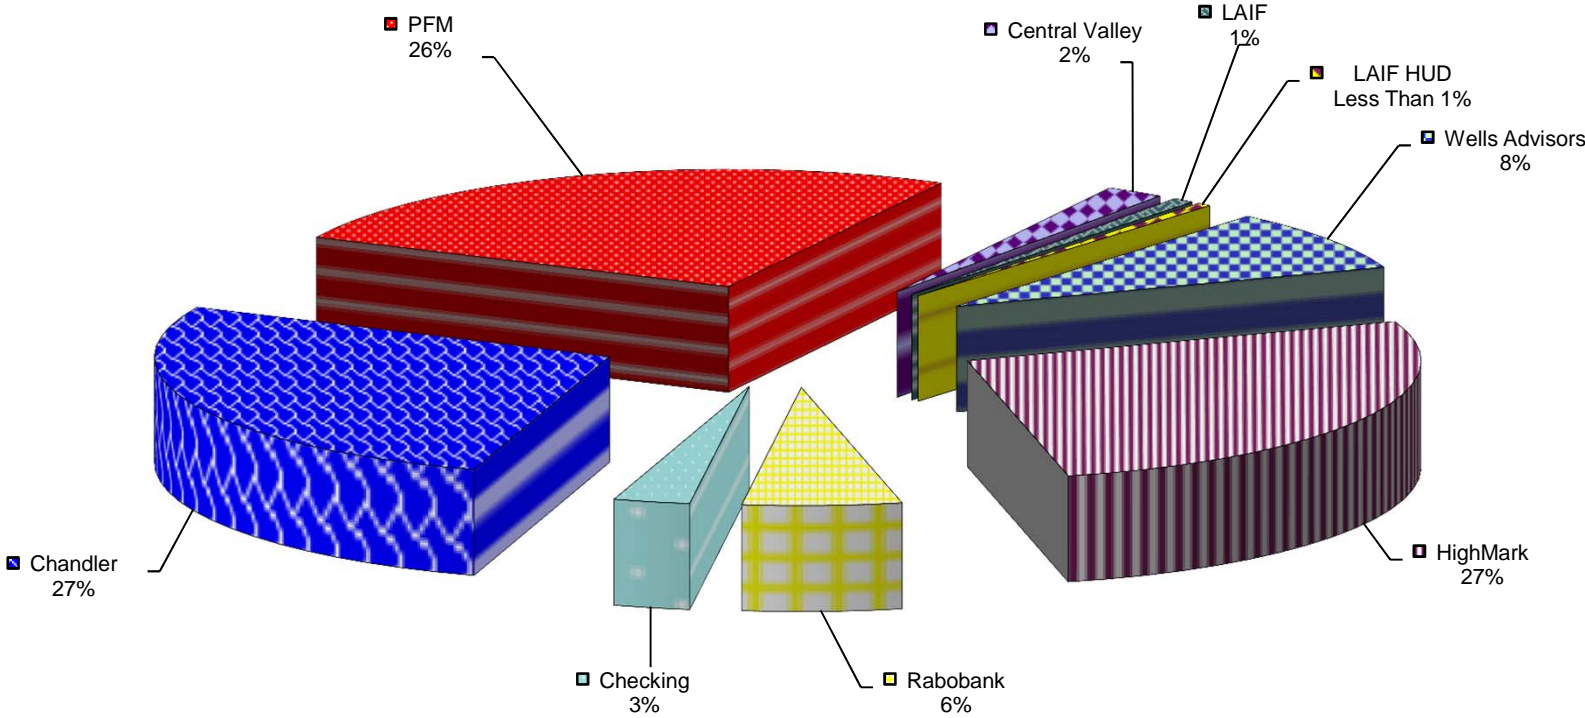 PFM
26%
Central Valley
2%
LAIF
1%
LAIF HUD
Less Than 1%
Wells Advisors
8%
Chandler
27%
HighMark
27%
Checking
3%
Rabobank
6%